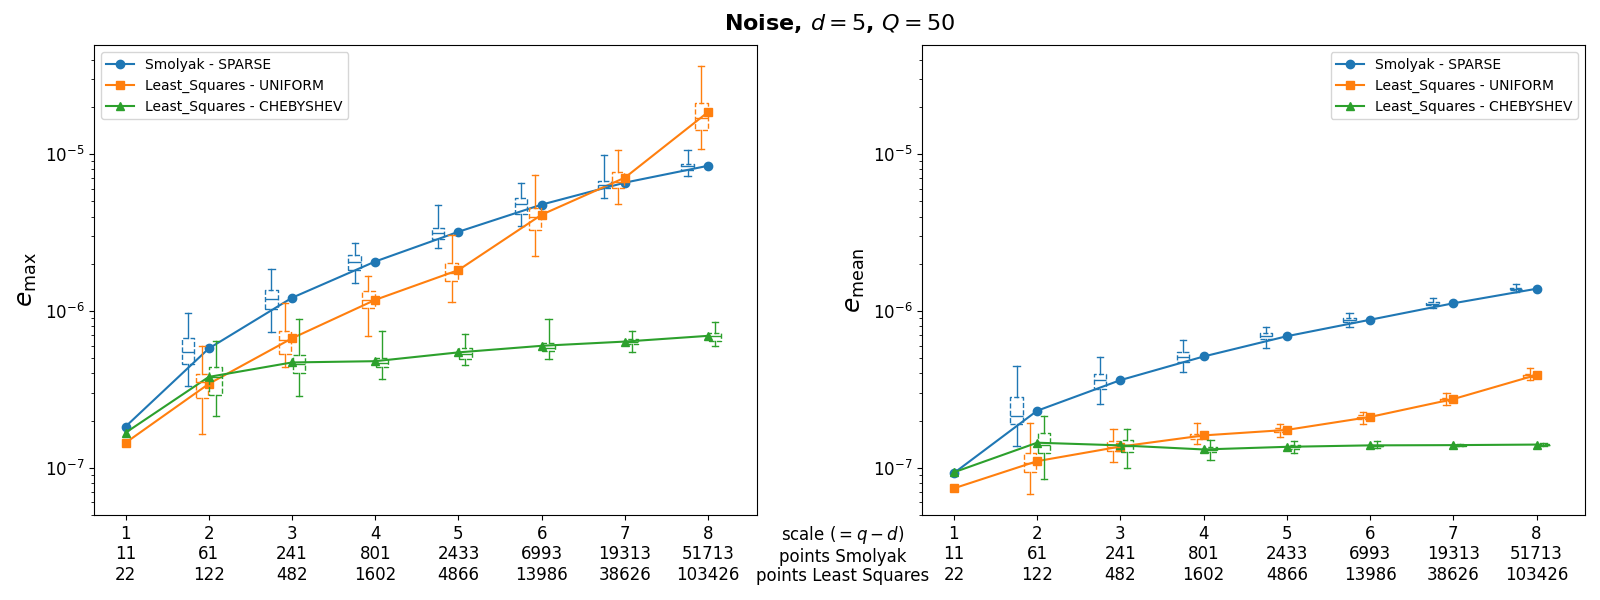 Noise, d = 5, Q = 50
Smolyak - SPARSE
Least_Squares - UNIFORM
Least_Squares - CHEBYSHEV
10⁻⁵
10⁻⁶
10⁻⁷
e_max
1 2 3 4 5 6 7 8
11 61 241 801 2433 6993 19313 51713
22 122 482 1602 4866 13986 38626 103426
scale (= q − d)
points Smolyak
points Least Squares
Smolyak - SPARSE
Least_Squares - UNIFORM
Least_Squares - CHEBYSHEV
10⁻⁵
10⁻⁶
10⁻⁷
e_mean
1 2 3 4 5 6 7 8
11 61 241 801 2433 6993 19313 51713
22 122 482 1602 4866 13986 38626 103426